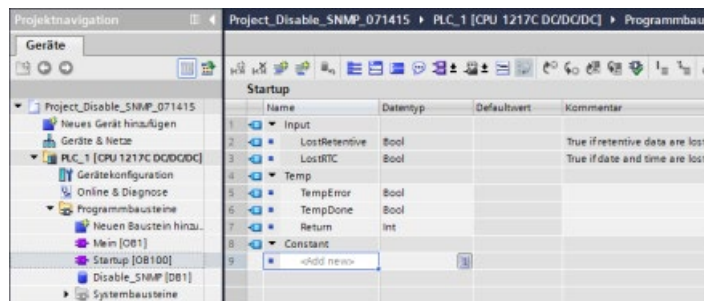 Projektnavigation
Project_Disable_SNMP_071415 ▸ PLC_1 [CPU 1217C DC/DC/DC] ▸ Programmbau
Geräte
Startup
Name Datentyp Defaultwert Kommentar
1 Input
2 LostRetentive Bool True if retentive data are lost
3 LostRTC Bool True if date and time are lost
4 Temp
5 TempError Bool
6 TempDone Bool
7 Return Int
8 Constant
9 <Add new>
Project_Disable_SNMP_071415
Neues Gerät hinzufügen
Geräte & Netze
PLC_1 [CPU 1217C DC/DC/DC]
Gerätekonfiguration
Online & Diagnose
Programmbausteine
Neuen Baustein hinzu..
Main [OB1]
Startup [OB100]
Disable_SNMP [DB1]
Systembausteine